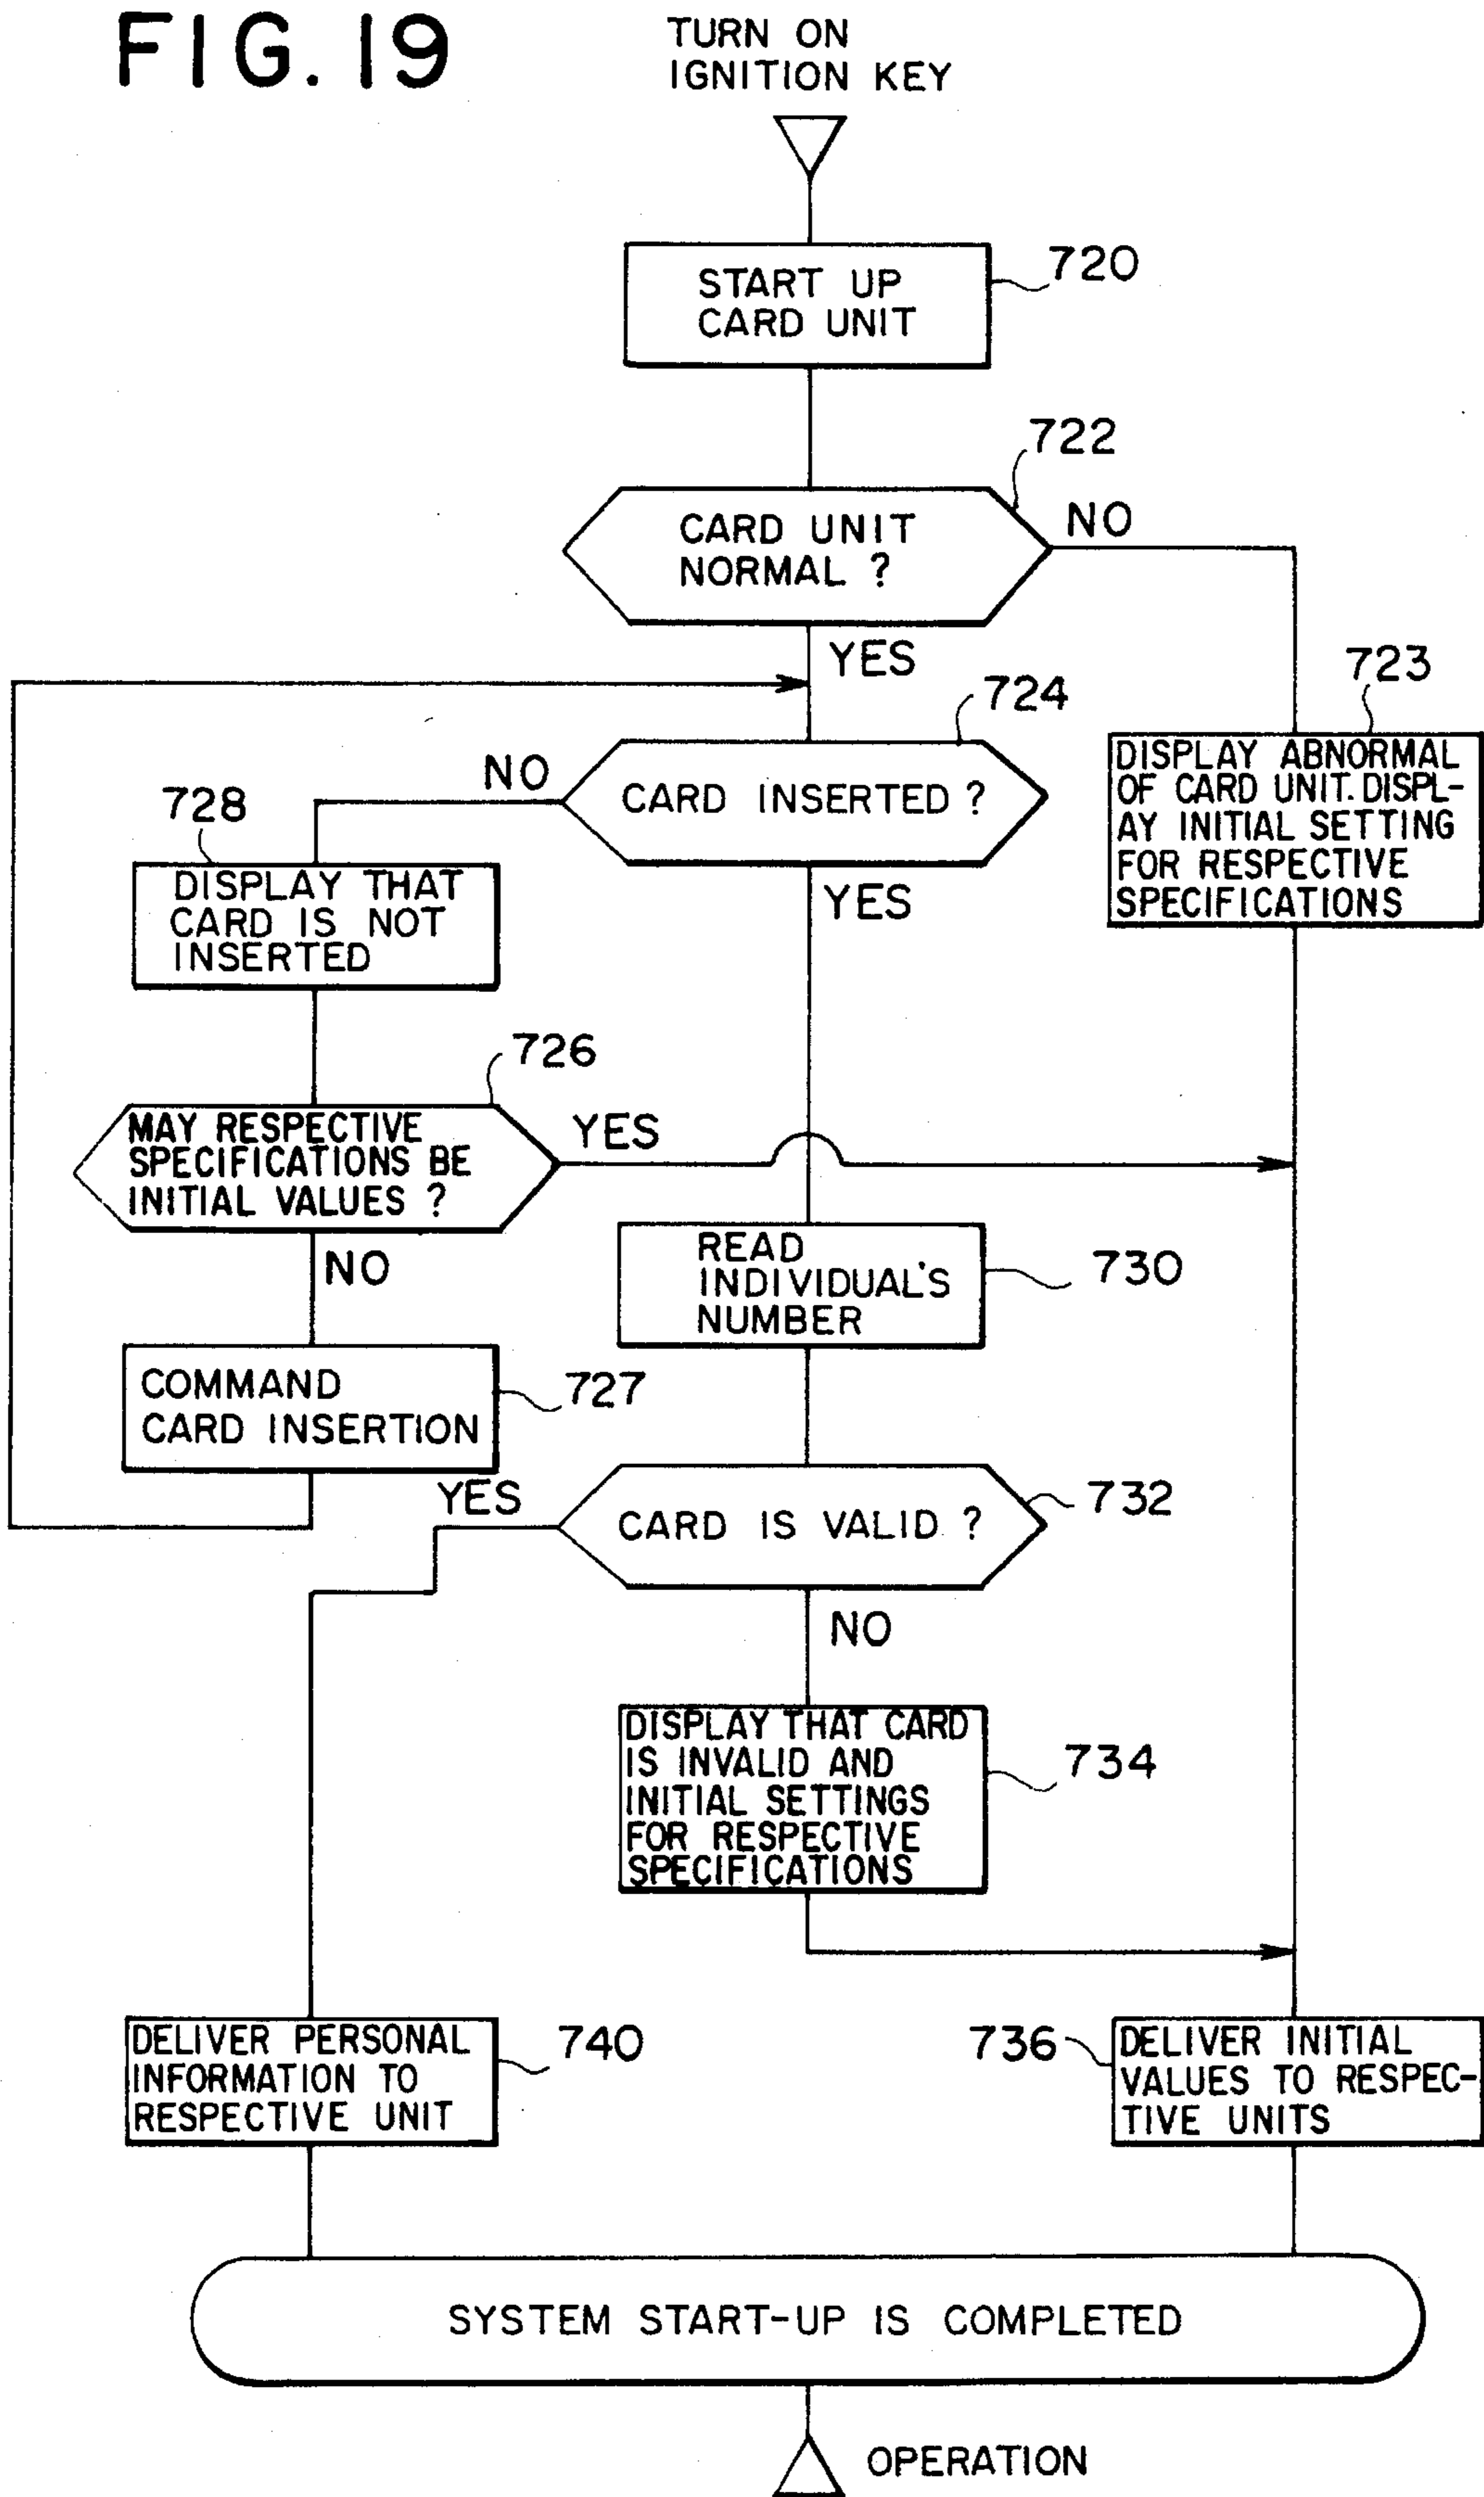 FIG. 19
TURN ON
IGNITION KEY
START UP
CARD UNIT
720
722
CARD UNIT
NORMAL ?
NO
YES
723
724
DISPLAY ABNORMAL
OF CARD UNIT. DISPL-
AY INITIAL SETTING
FOR RESPECTIVE
SPECIFICATIONS
NO
CARD INSERTED ?
728
YES
DISPLAY THAT
CARD IS NOT
INSERTED
726
MAY RESPECTIVE
SPECIFICATIONS BE
INITIAL VALUES ?
YES
NO
READ
INDIVIDUAL'S
NUMBER
730
COMMAND
CARD INSERTION
727
YES
CARD IS VALID ?
732
NO
DISPLAY THAT CARD
IS INVALID AND
INITIAL SETTINGS
FOR RESPECTIVE
SPECIFICATIONS
734
DELIVER PERSONAL
INFORMATION TO
RESPECTIVE UNIT
740
736
DELIVER INITIAL
VALUES TO RESPEC-
TIVE UNITS
SYSTEM START-UP IS COMPLETED
OPERATION